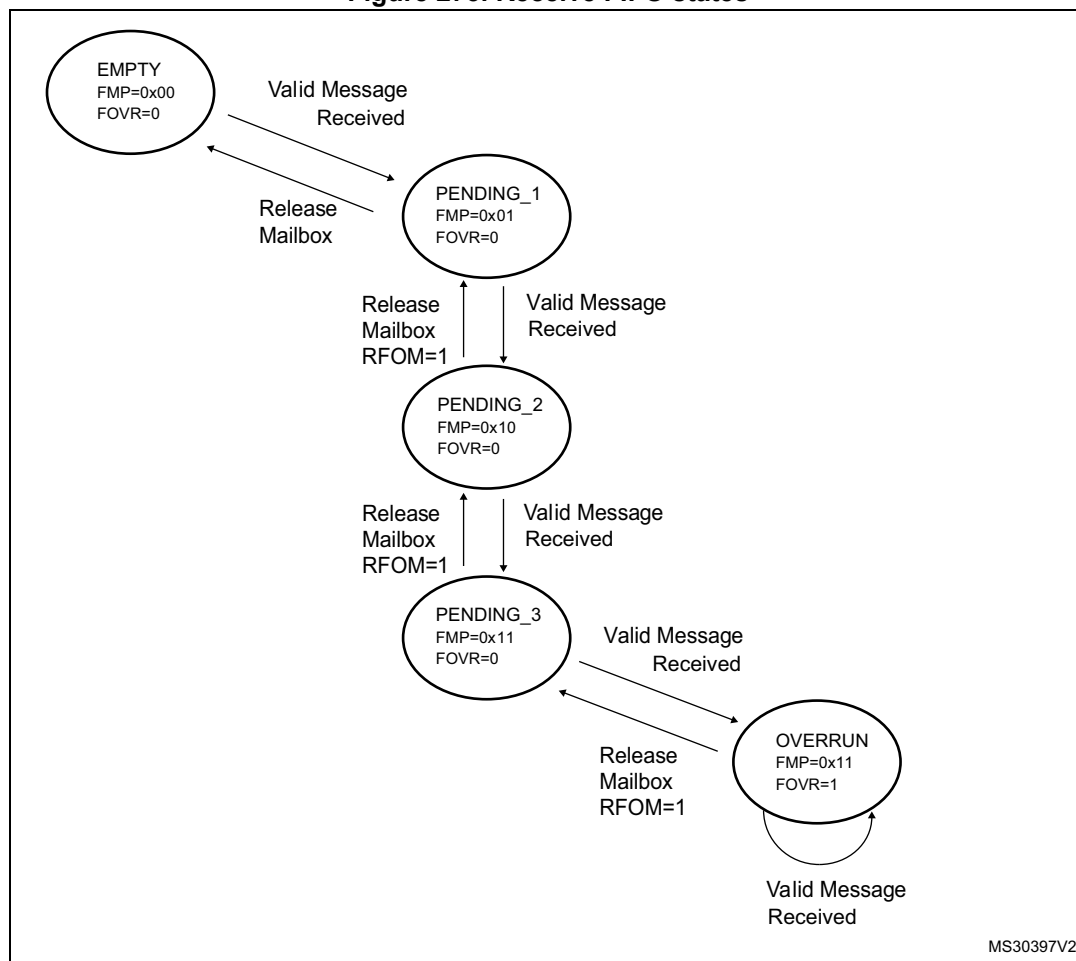 EMPTY
FMP=0x00
FOVR=0
Valid Message
Received
Release
Mailbox
PENDING_1
FMP=0x01
FOVR=0
Release
Mailbox
RFOM=1
Valid Message
Received
PENDING_2
FMP=0x10
FOVR=0
Release
Mailbox
RFOM=1
Valid Message
Received
PENDING_3
FMP=0x11
FOVR=0
Valid Message
Received
Release
Mailbox
RFOM=1
OVERRUN
FMP=0x11
FOVR=1
Valid Message
Received
MS30397V2